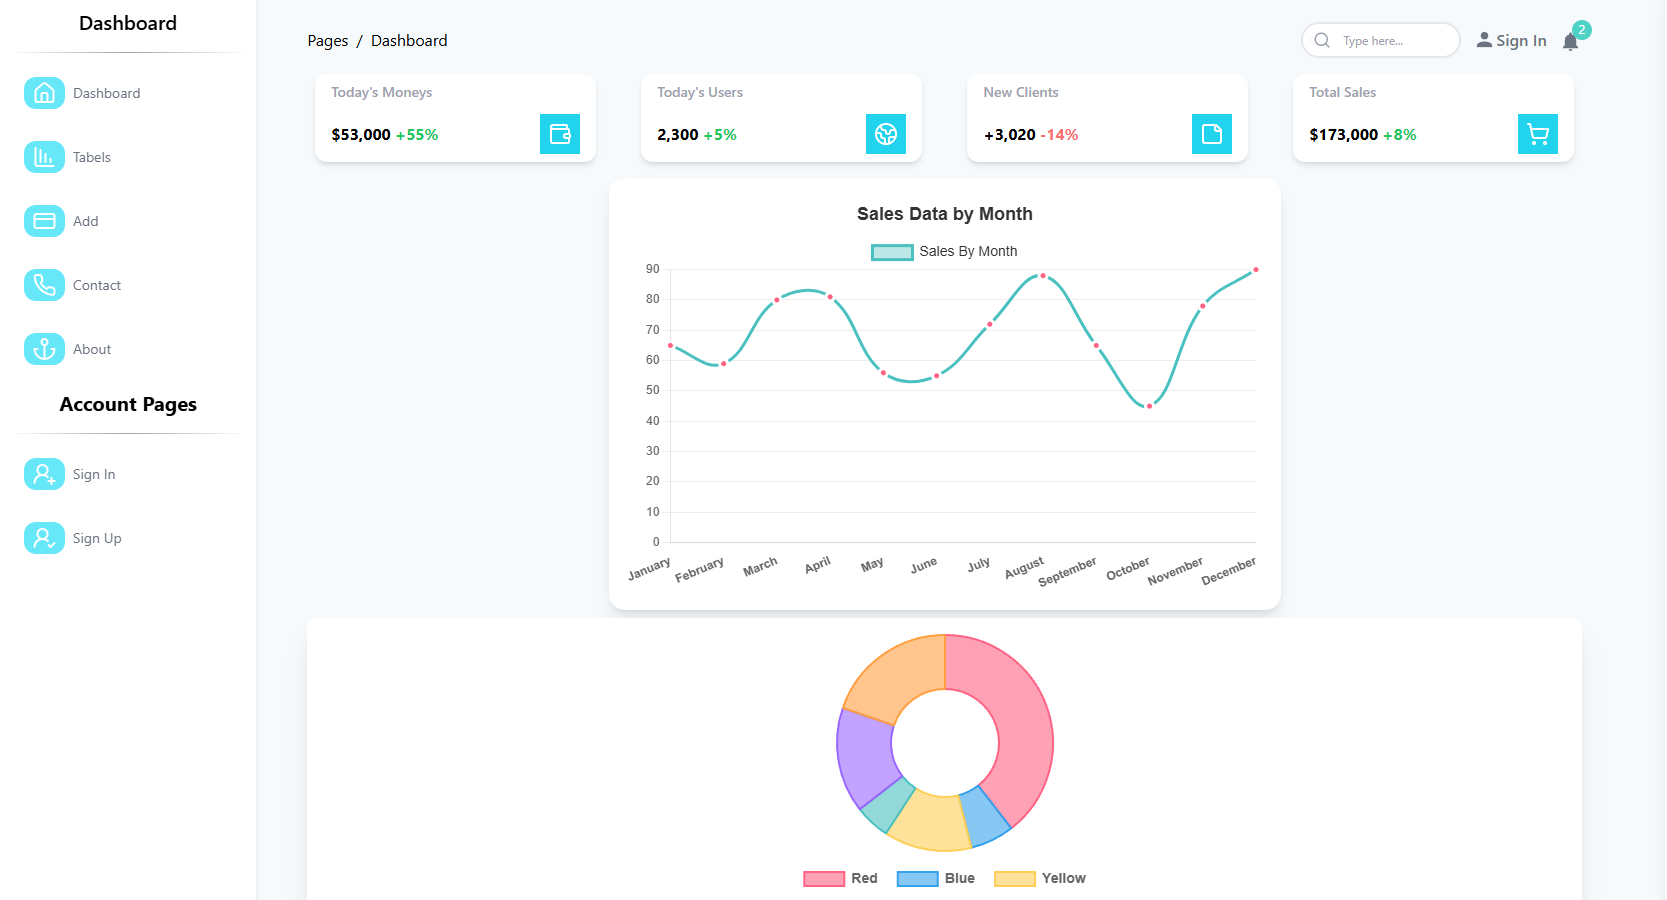 Dashboard
Dashboard
Tabels
Add
Contact
About
Account Pages
Sign In
Sign Up
Pages / Dashboard
Type here...
Sign In
2
Today's Moneys
$53,000 +55%
Today's Users
2,300 +5%
New Clients
+3,020 -14%
Total Sales
$173,000 +8%
Sales Data by Month
Sales By Month
90
80
70
60
50
40
30
20
10
0
January
February
March
April
May
June
July
August
September
October
November
December
Red
Blue
Yellow